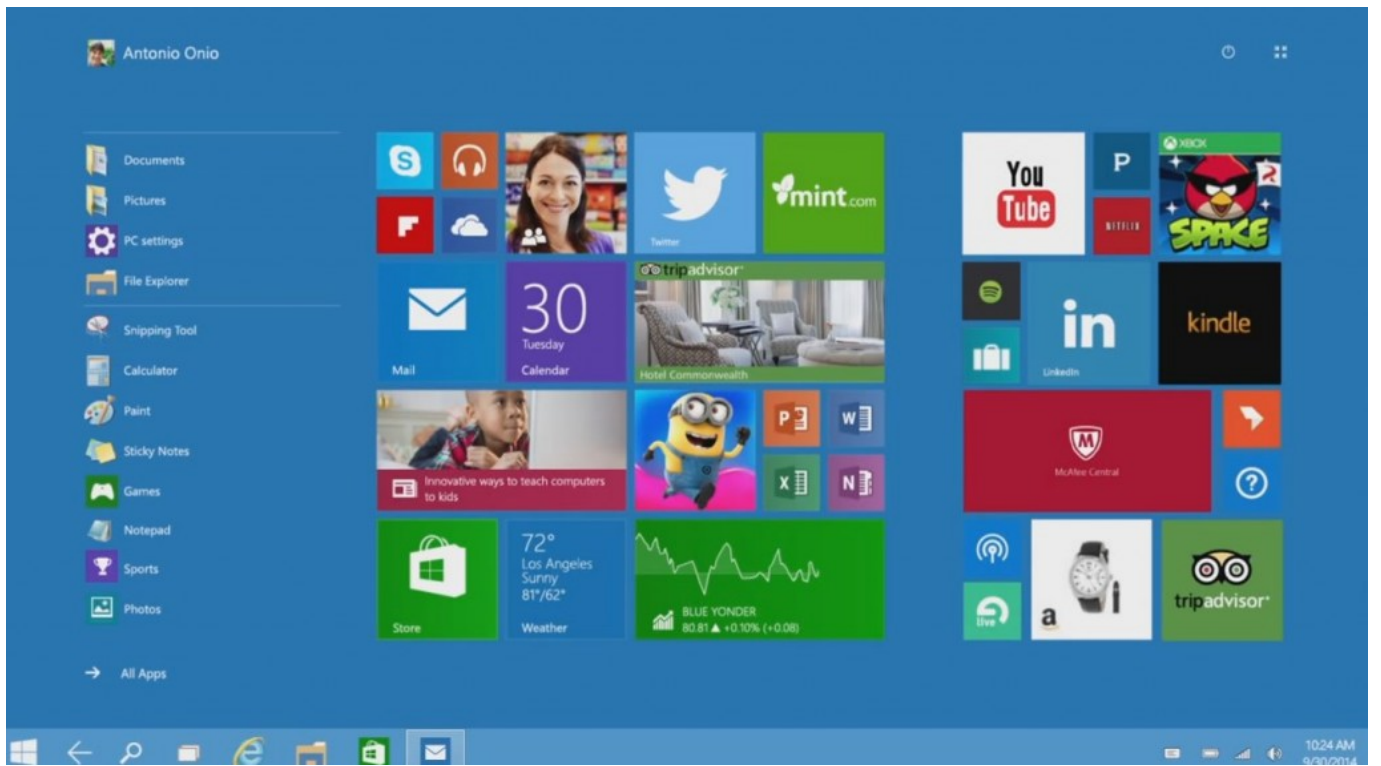 Antonio Onio
Documents
Pictures
PC settings
File Explorer
Snipping Tool
Calculator
Paint
Sticky Notes
Games
Notepad
Sports
Photos
All Apps
S
Twitter
mint.com
Mail
30
Tuesday
Calendar
tripadvisor
Hotel Commonwealth
Innovative ways to teach computers
to kids
P
W
X
N
Store
72°
Los Angeles
Sunny
81°/62°
Weather
BLUE YONDER
80.81 ▲ +0.10% (+0.08)
You
Tube
P
NETFLIX
XBOX
SPACE
in
LinkedIn
kindle
M
McAfee Central
?
live
a
tripadvisor
10:24 AM
9/30/2014